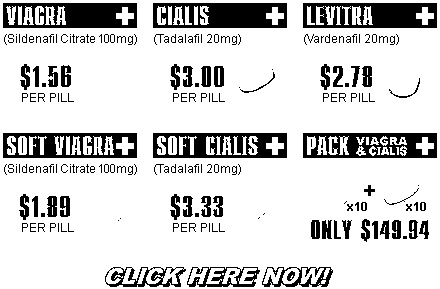 VIAGRA + CIALIS + LEVITRA +
(Sildenafil Citrate 100mg) (Tadalafil 20mg) (Vardenafil 20mg)
$1.56 $3.00 $2.78
PER PILL PER PILL PER PILL
SOFT VIAGRA + SOFT CIALIS + PACK VIAGRA & CIALIS +
(Sildenafil Citrate 100mg) (Tadalafil 20mg)
+
x10 x10
$1.89 $3.33 ONLY $149.94
PER PILL PER PILL
CLICK HERE NOW!